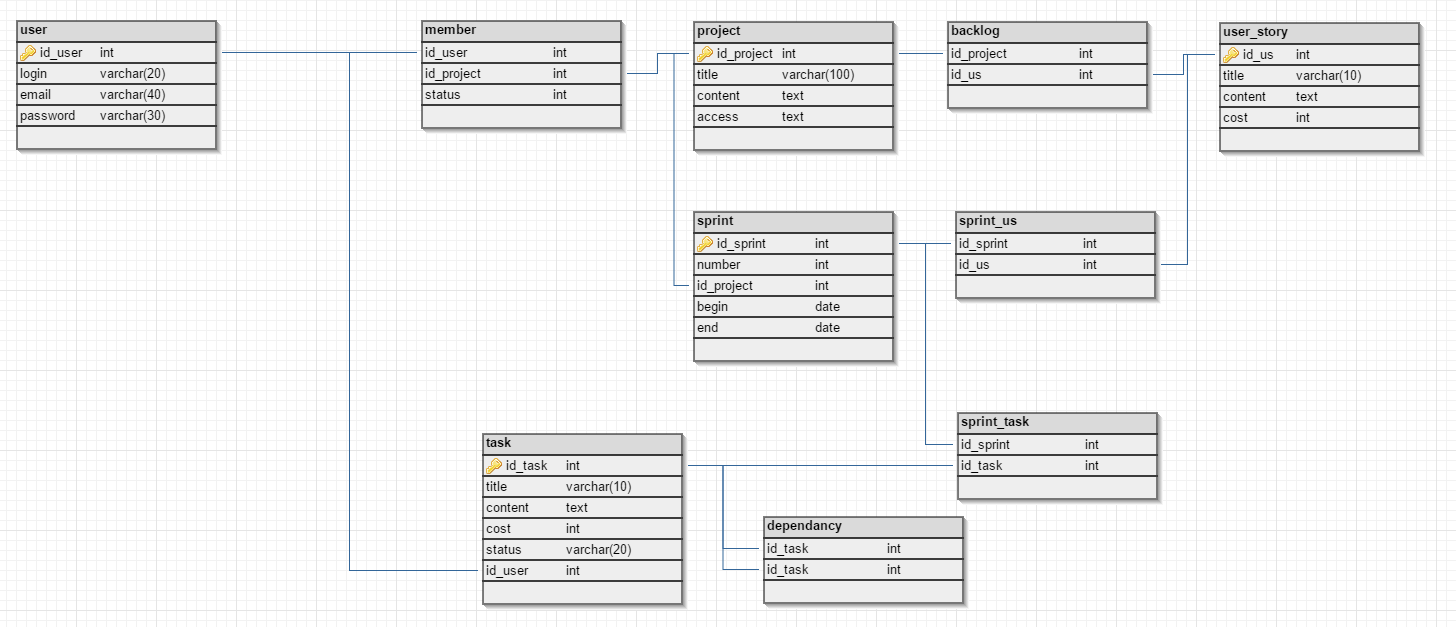 user
id_user int
login varchar(20)
email varchar(40)
password varchar(30)
member
id_user int
id_project int
status int
project
id_project int
title varchar(100)
content text
access text
backlog
id_project int
id_us int
user_story
id_us int
title varchar(10)
content text
cost int
sprint
id_sprint int
number int
id_project int
begin date
end date
sprint_us
id_sprint int
id_us int
sprint_task
id_sprint int
id_task int
task
id_task int
title varchar(10)
content text
cost int
status varchar(20)
id_user int
dependancy
id_task int
id_task int